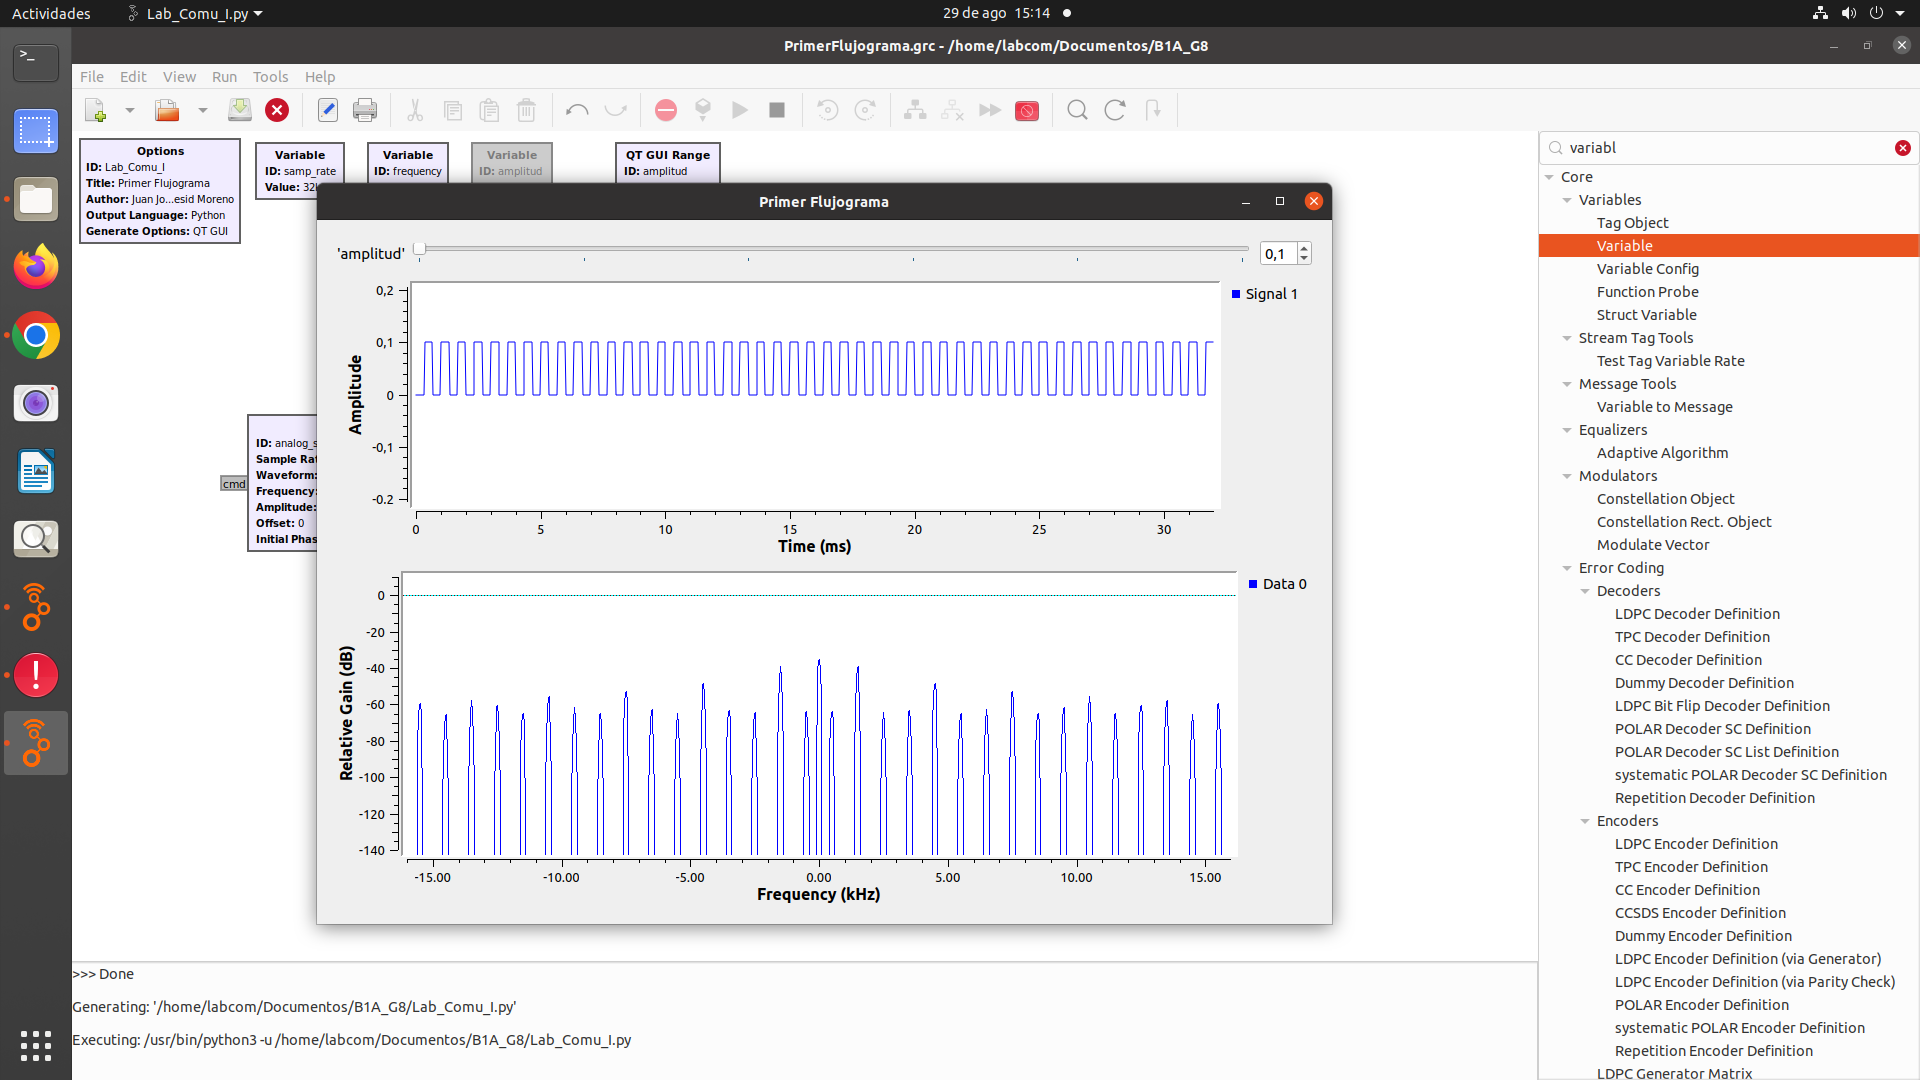 Actividades
Lab_Comu_I.py
29 de ago 15:14
PrimerFlujograma.grc - /home/labcom/Documentos/B1A_G8
File Edit View Run Tools Help
Options
ID: Lab_Comu_I
Title: Primer Flujograma
Author: Juan Jo...esid Moreno
Output Language: Python
Generate Options: QT GUI
Variable
ID: samp_rate
Value: 32
Variable
ID: frequency
Variable
ID: amplitud
QT GUI Range
ID: amplitud
cmd
ID: analog_s
Sample Rat
Waveform:
Frequency:
Amplitude:
Offset: 0
Initial Phas
Primer Flujograma
'amplitud'
0,1
Signal 1
0,2
0,1
0
-0,1
-0.2
Amplitude
0 5 10 15 20 25 30
Time (ms)
Data 0
0
-20
-40
-60
-80
-100
-120
-140
Relative Gain (dB)
-15.00 -10.00 -5.00 0.00 5.00 10.00 15.00
Frequency (kHz)
variabl
Core
Variables
Tag Object
Variable
Variable Config
Function Probe
Struct Variable
Stream Tag Tools
Test Tag Variable Rate
Message Tools
Variable to Message
Equalizers
Adaptive Algorithm
Modulators
Constellation Object
Constellation Rect. Object
Modulate Vector
Error Coding
Decoders
LDPC Decoder Definition
TPC Decoder Definition
CC Decoder Definition
Dummy Decoder Definition
LDPC Bit Flip Decoder Definition
POLAR Decoder SC Definition
POLAR Decoder SC List Definition
systematic POLAR Decoder SC Definition
Repetition Decoder Definition
Encoders
LDPC Encoder Definition
TPC Encoder Definition
CC Encoder Definition
CCSDS Encoder Definition
Dummy Encoder Definition
LDPC Encoder Definition (via Generator)
LDPC Encoder Definition (via Parity Check)
POLAR Encoder Definition
systematic POLAR Encoder Definition
Repetition Encoder Definition
LDPC Generator Matrix
>>> Done
Generating: '/home/labcom/Documentos/B1A_G8/Lab_Comu_I.py'
Executing: /usr/bin/python3 -u /home/labcom/Documentos/B1A_G8/Lab_Comu_I.py